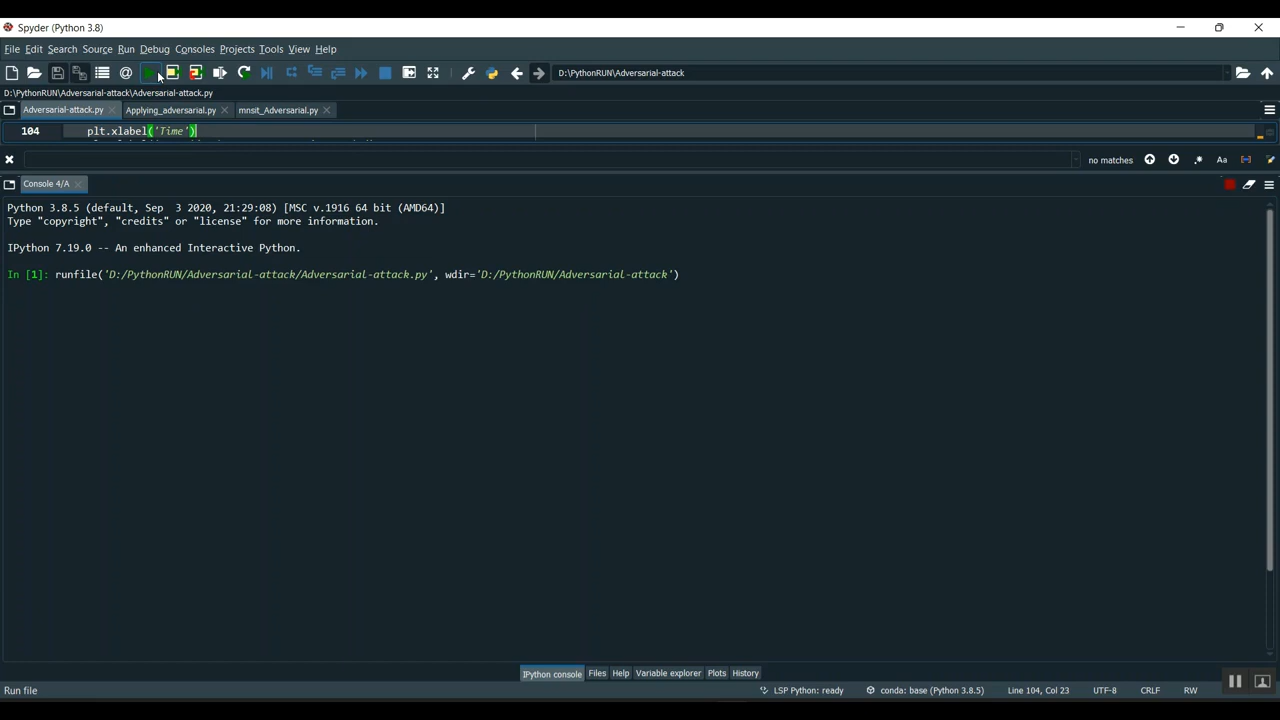 Spyder (Python 3.8)
File Edit Search Source Run Debug Consoles Projects Tools View Help
D:\PythonRUN\Adversarial-attack
D:\PythonRUN\Adversarial-attack\Adversarial-attack.py
Adversarial-attack.py Applying_adversarial.py mnsit_Adversarial.py
104 plt.xlabel('Time')
no matches Aa
Console 4/A
Python 3.8.5 (default, Sep 3 2020, 21:29:08) [MSC v.1916 64 bit (AMD64)]
Type "copyright", "credits" or "license" for more information.
IPython 7.19.0 -- An enhanced Interactive Python.
In [1]: runfile('D:/PythonRUN/Adversarial-attack/Adversarial-attack.py', wdir='D:/PythonRUN/Adversarial-attack')
IPython console Files Help Variable explorer Plots History
Run file LSP Python: ready conda: base (Python 3.8.5) Line 104, Col 23 UTF-8 CRLF RW